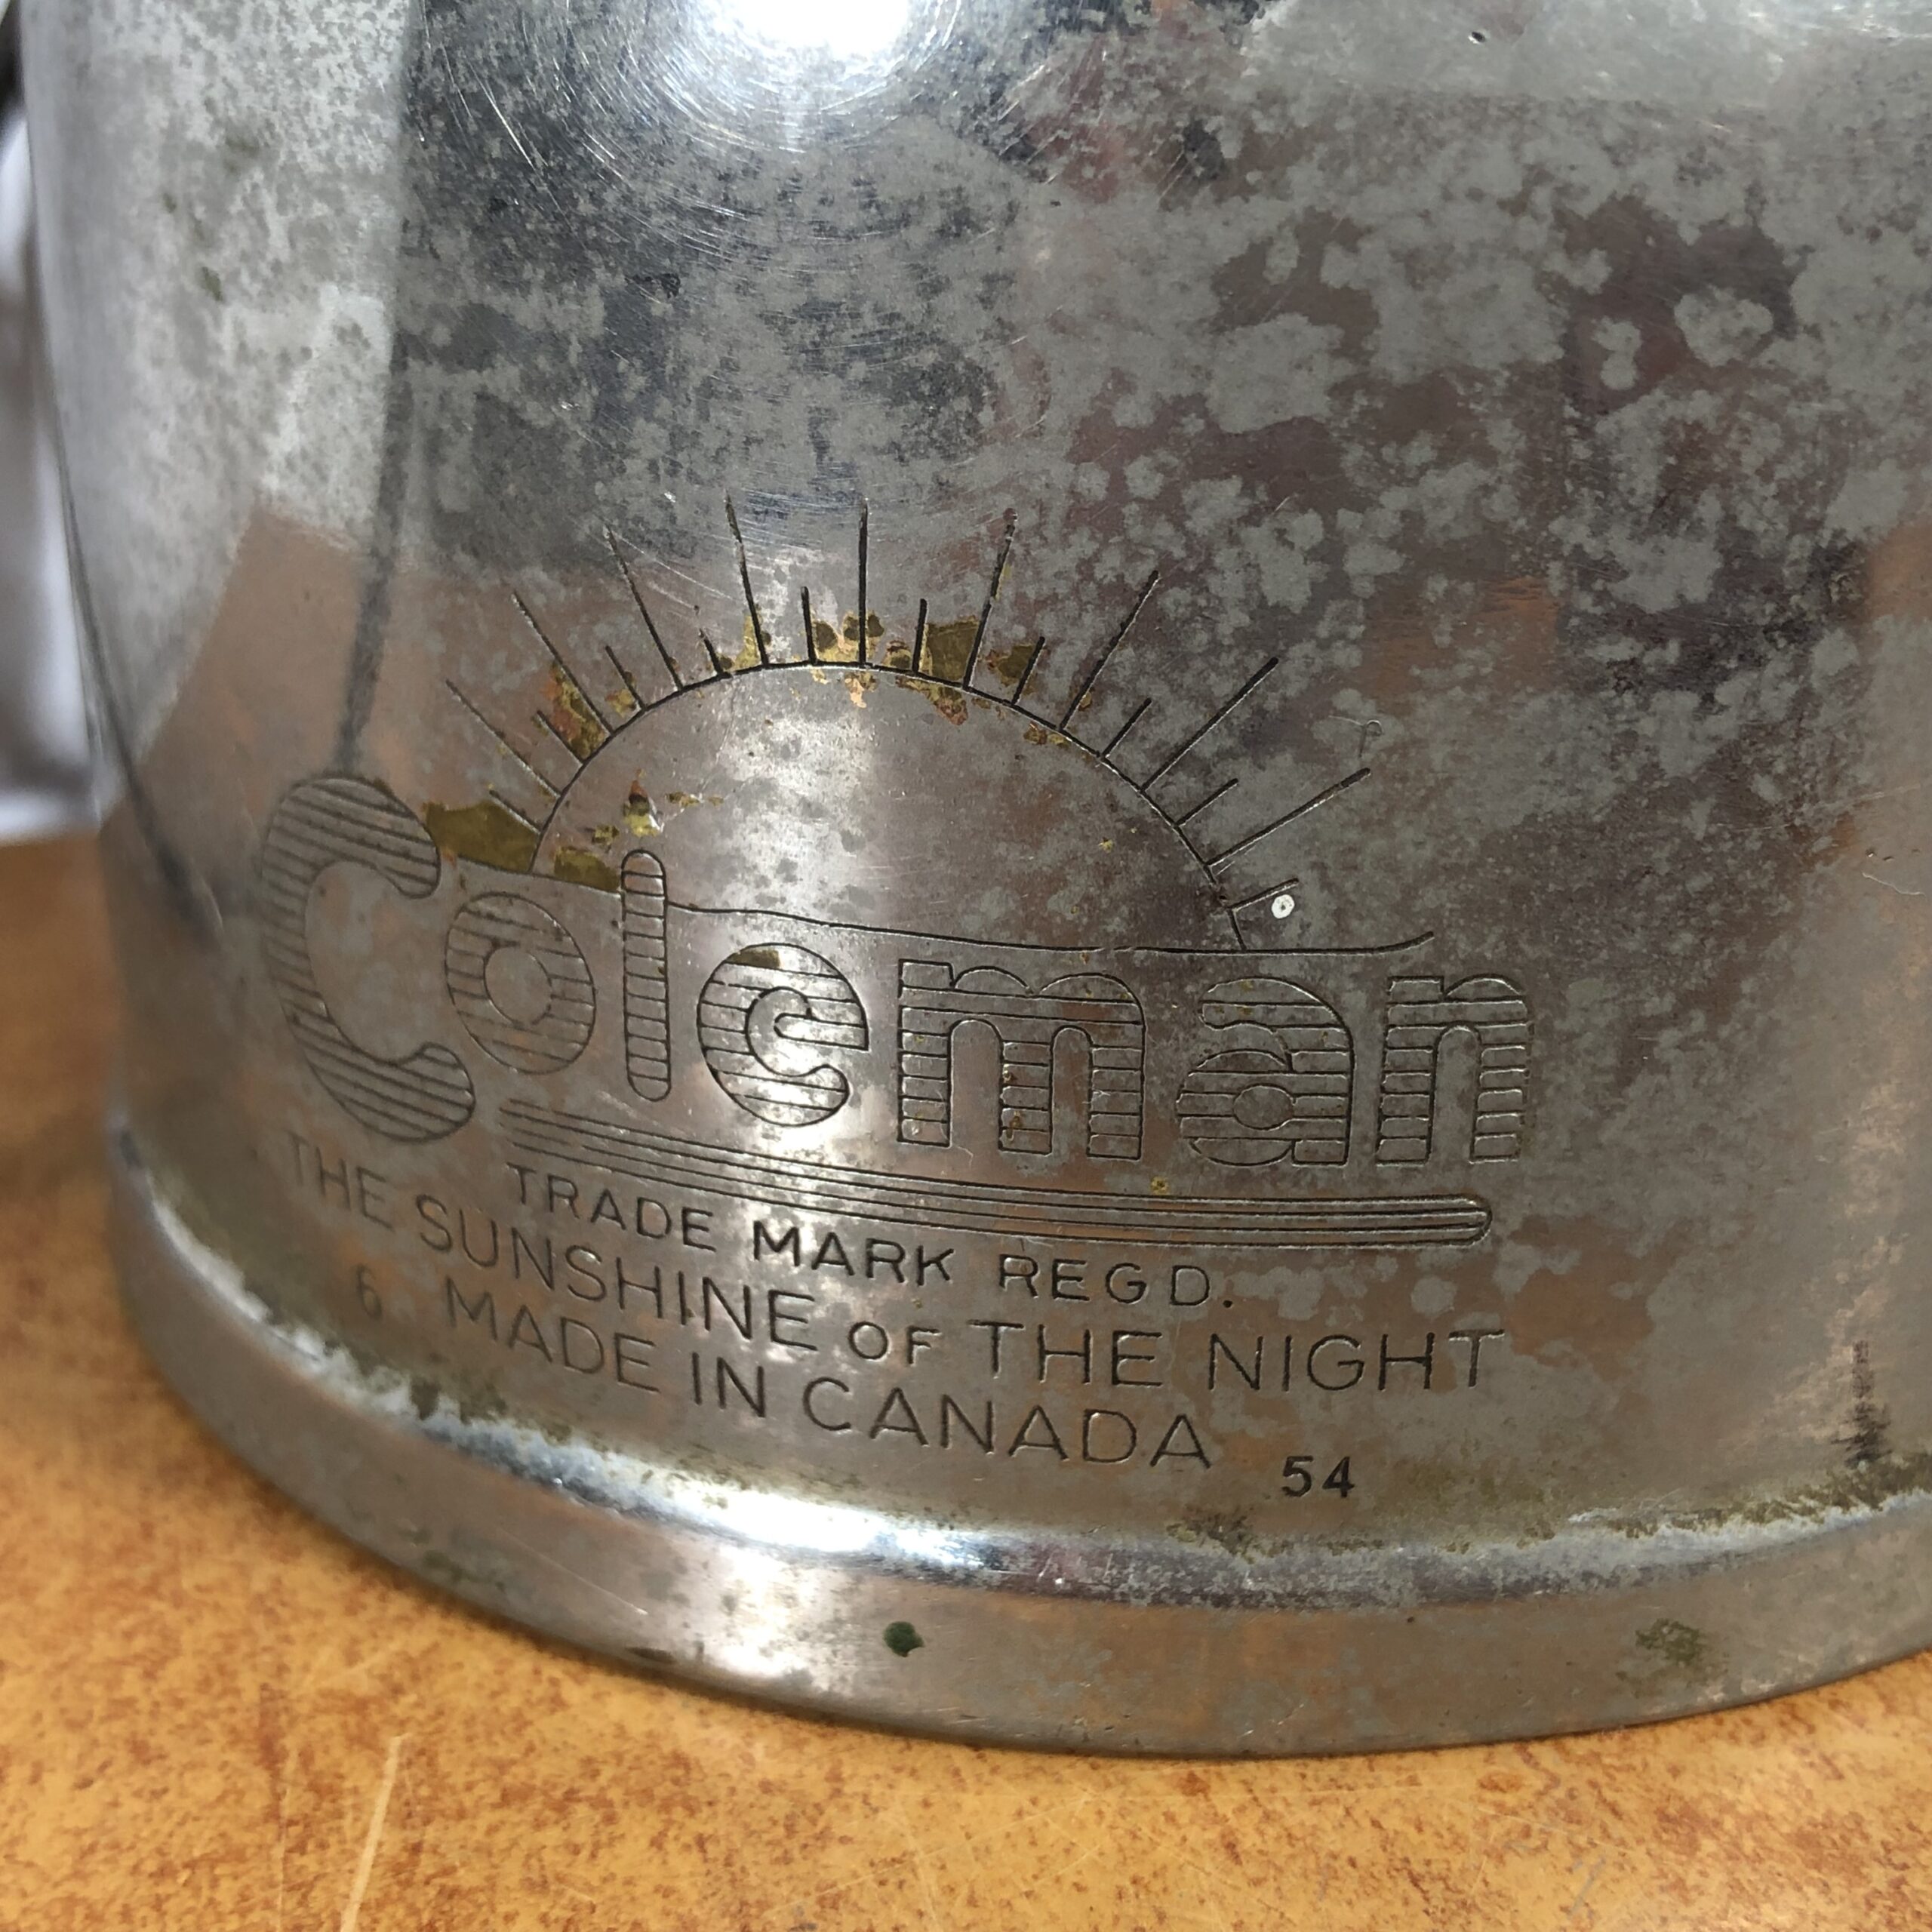 Coleman
TRADE MARK REGD.
THE SUNSHINE OF THE NIGHT
6 MADE IN CANADA 54